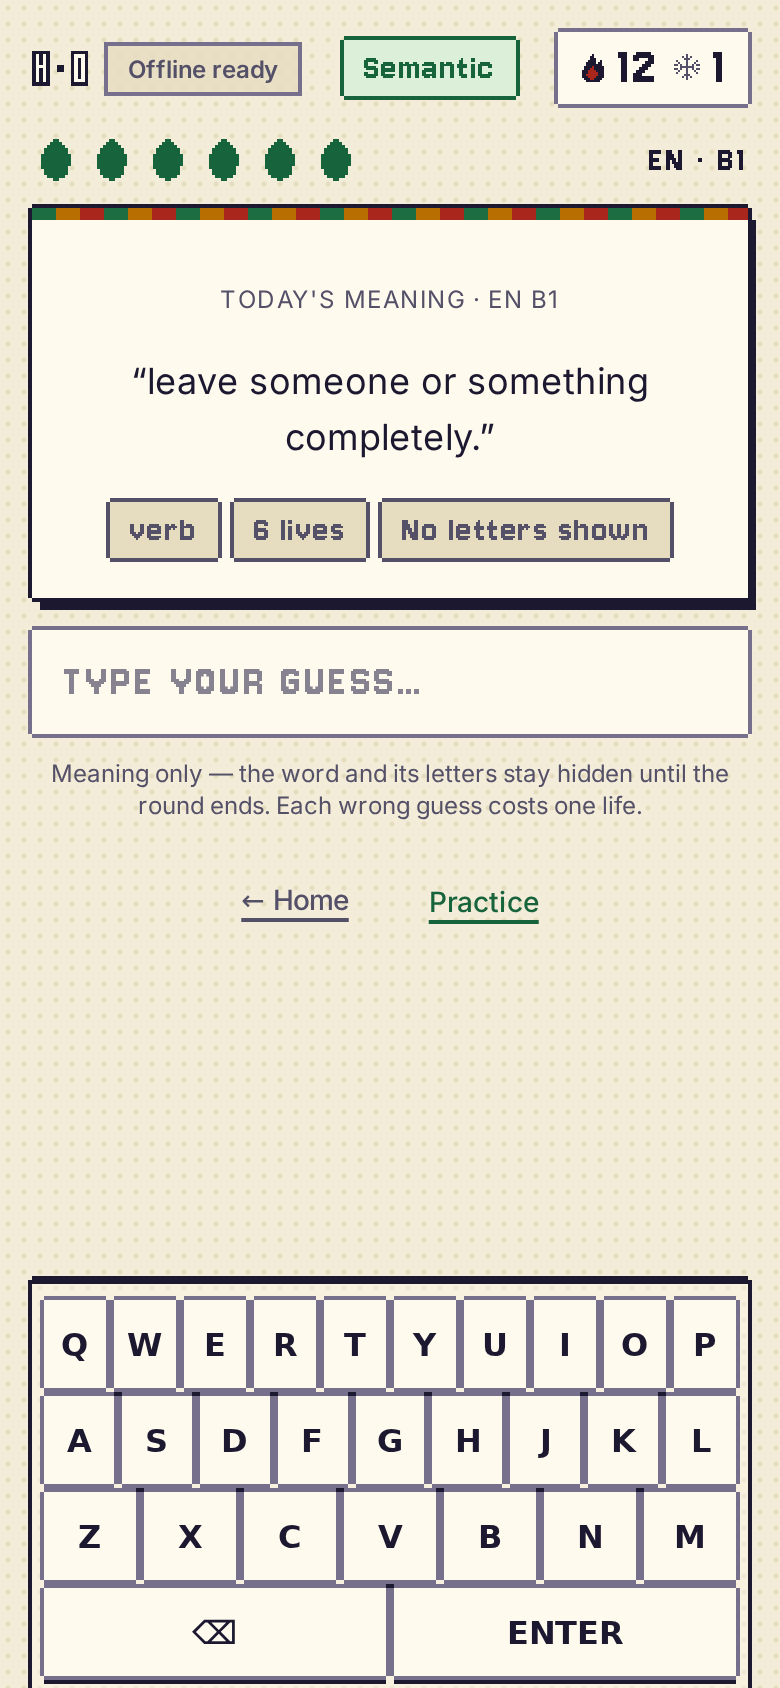 H·O Offline ready Semantic 12 1
EN · B1
TODAY'S MEANING · EN B1
“leave someone or something
completely.”
verb 6 lives No letters shown
TYPE YOUR GUESS…
Meaning only — the word and its letters stay hidden until the
round ends. Each wrong guess costs one life.
← Home Practice
Q W E R T Y U I O P
A S D F G H J K L
Z X C V B N M
⌫ ENTER